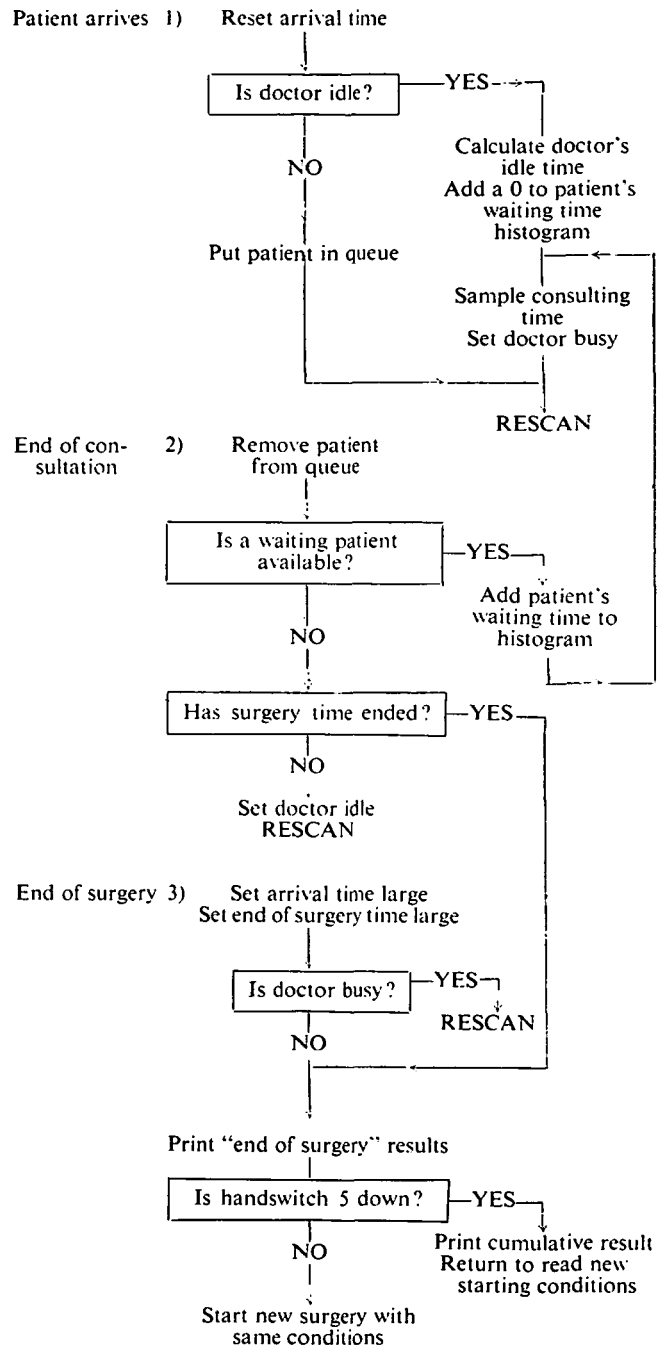 Patient arrives 1) Reset arrival time
Is doctor idle?
YES
NO
Calculate doctor's
idle time
Add a 0 to patient's
waiting time
histogram
Put patient in queue
Sample consulting
time
Set doctor busy
RESCAN
End of con-
sultation
2) Remove patient
from queue
Is a waiting patient
available?
YES
NO
Add patient's
waiting time to
histogram
Has surgery time ended?
YES
NO
Set doctor idle
RESCAN
End of surgery 3) Set arrival time large
Set end of surgery time large
Is doctor busy?
YES
RESCAN
NO
Print "end of surgery" results
Is handswitch 5 down?
YES
NO
Print cumulative result
Return to read new
starting conditions
Start new surgery with
same conditions